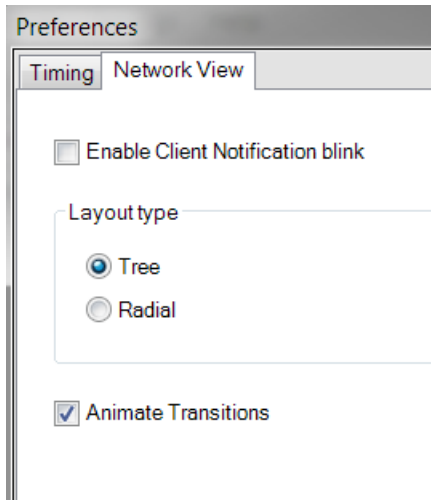 Preferences
Timing Network View
Enable Client Notification blink
Layout type
Tree
Radial
Animate Transitions